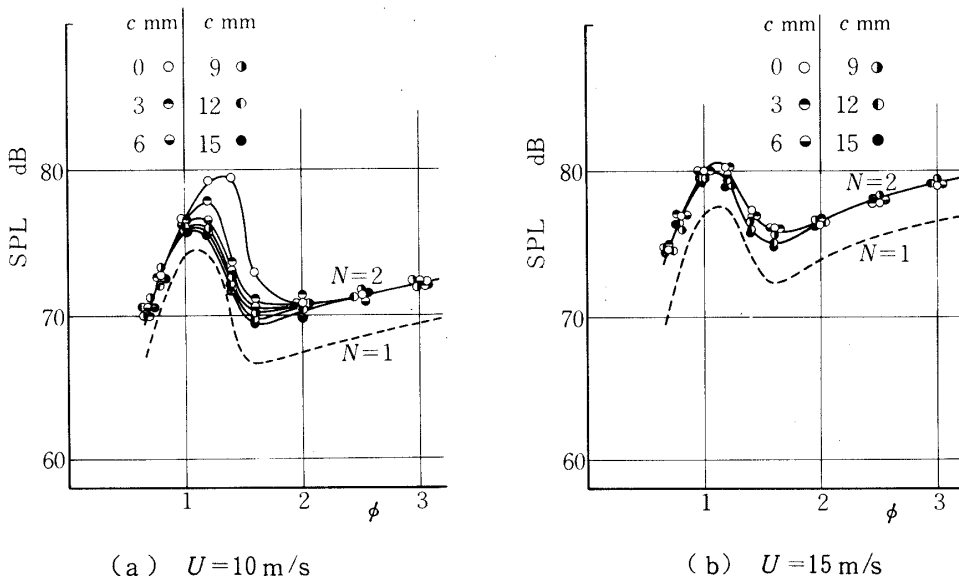 c mm c mm
0 9
3 12
6 15
SPL dB
80
70
60
N=2
N=1
1 2 3
φ
(a) U=10 m/s
c mm c mm
0 9
3 12
6 15
SPL dB
80
70
60
N=2
N=1
1 2 3
φ
(b) U=15 m/s